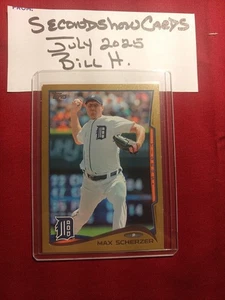 SECONDSHOWCARDS
July 2025
Bill H.
D
MAX SCHERZER